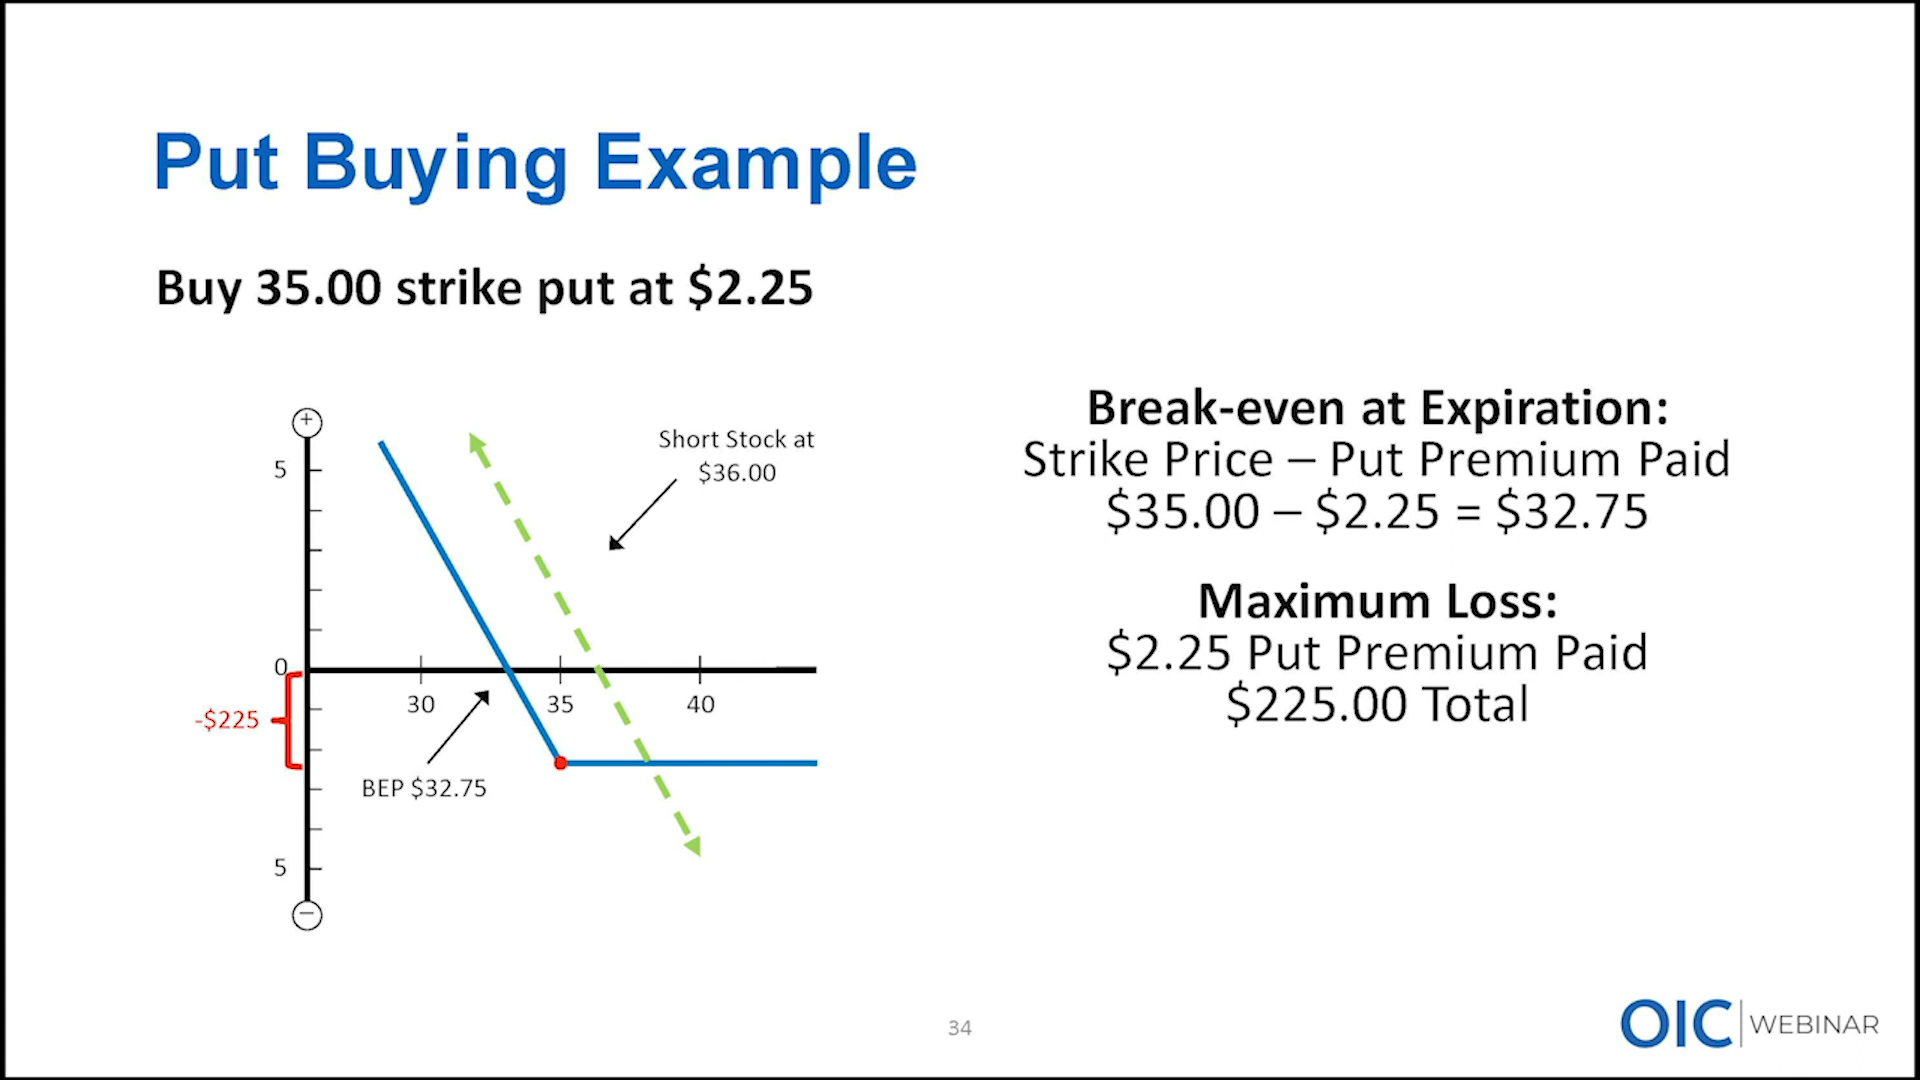 Put Buying Example
Buy 35.00 strike put at $2.25
+
5
0
-$225
5
−
30
35
40
Short Stock at
$36.00
BEP $32.75
Break-even at Expiration:
Strike Price – Put Premium Paid
$35.00 – $2.25 = $32.75
Maximum Loss:
$2.25 Put Premium Paid
$225.00 Total
34
OIC WEBINAR